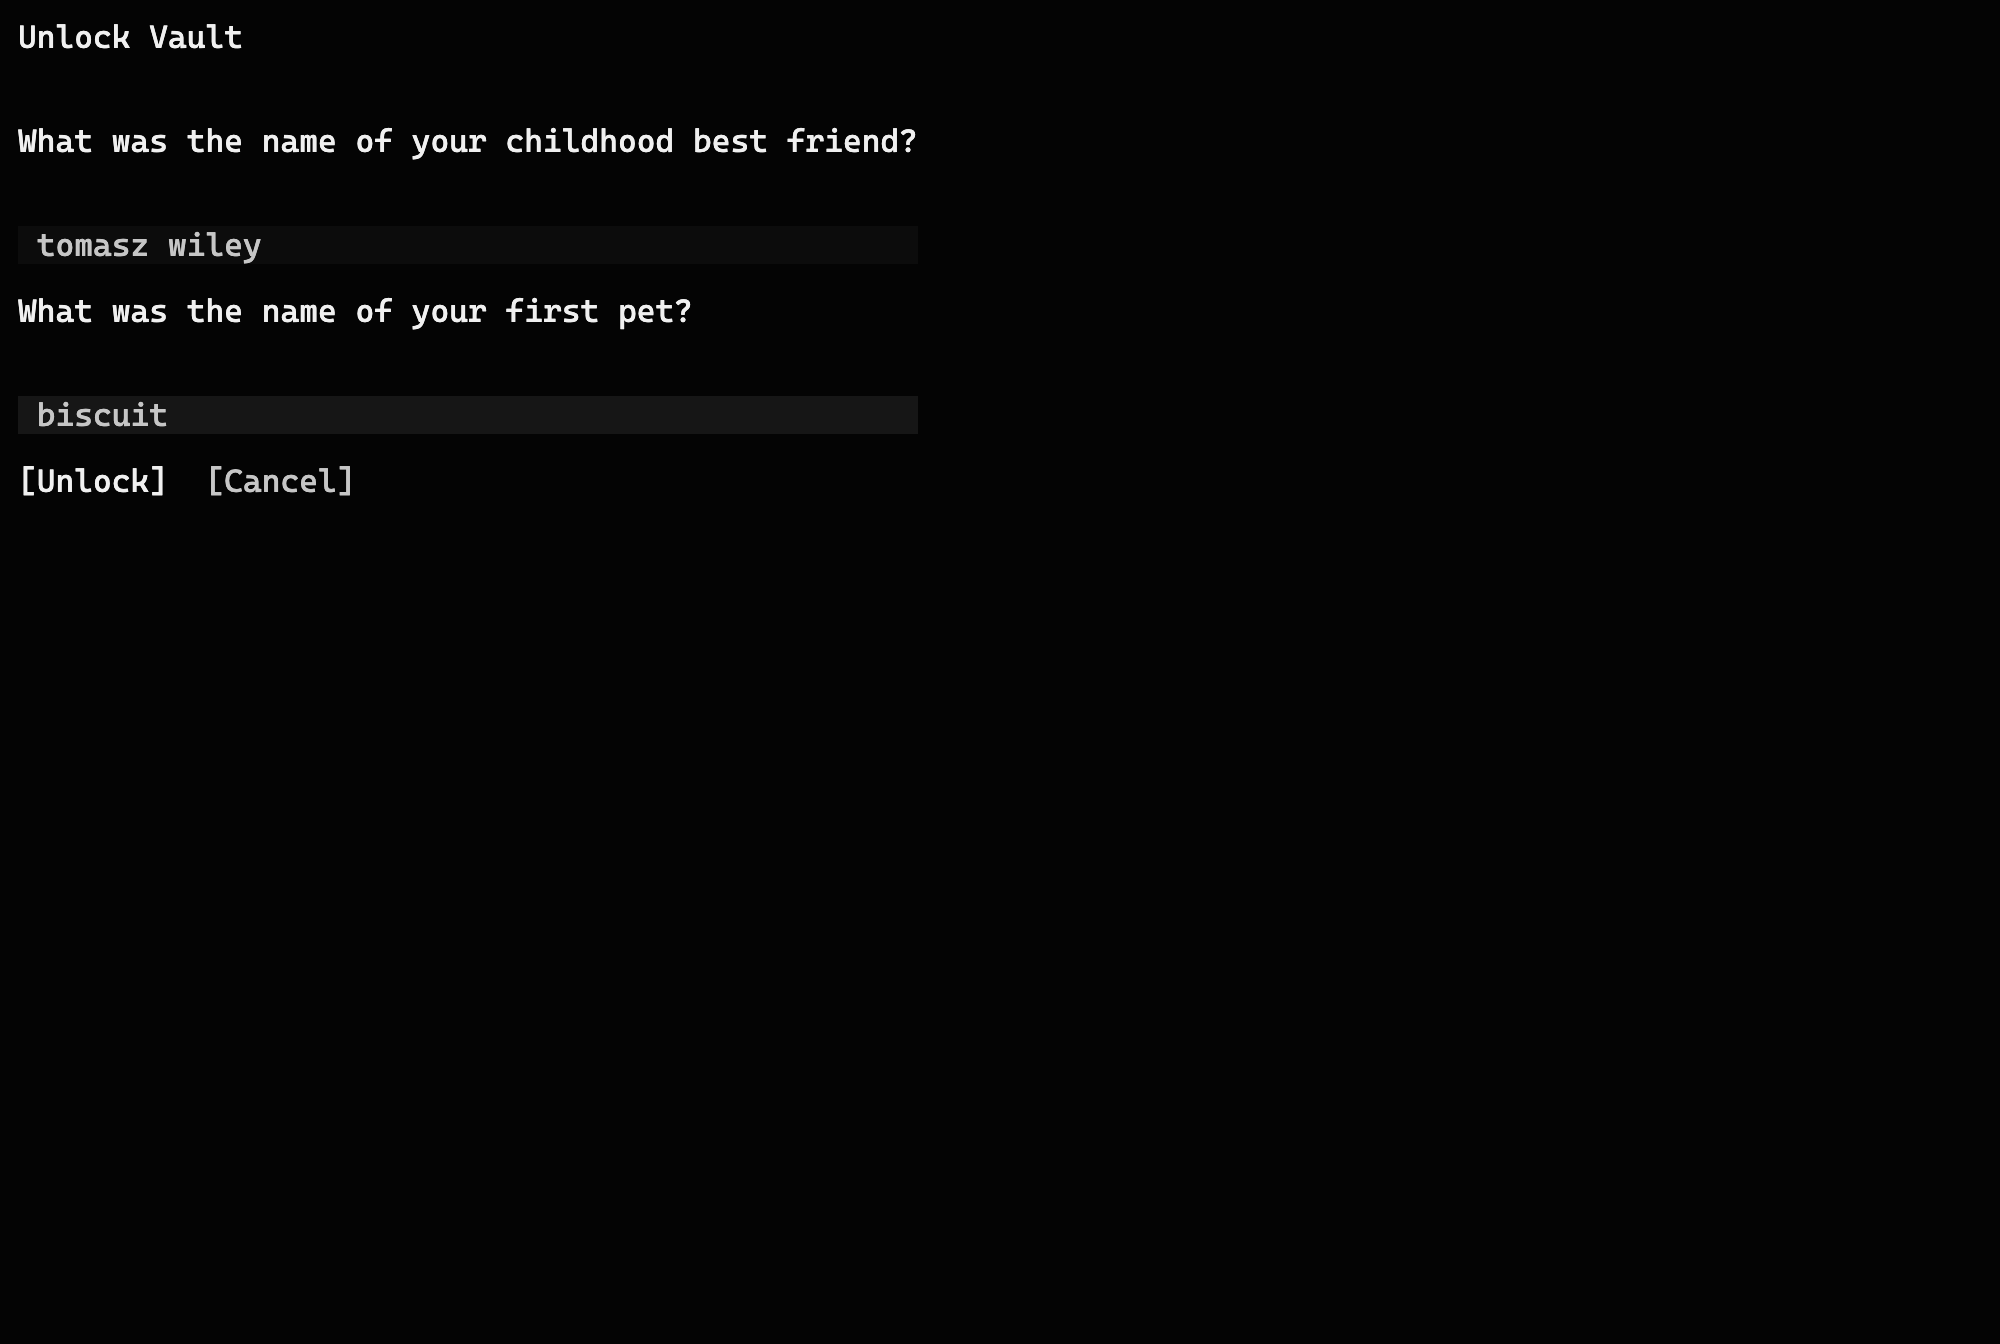 Unlock Vault
What was the name of your childhood best friend?
tomasz wiley
What was the name of your first pet?
biscuit
[Unlock]  [Cancel]